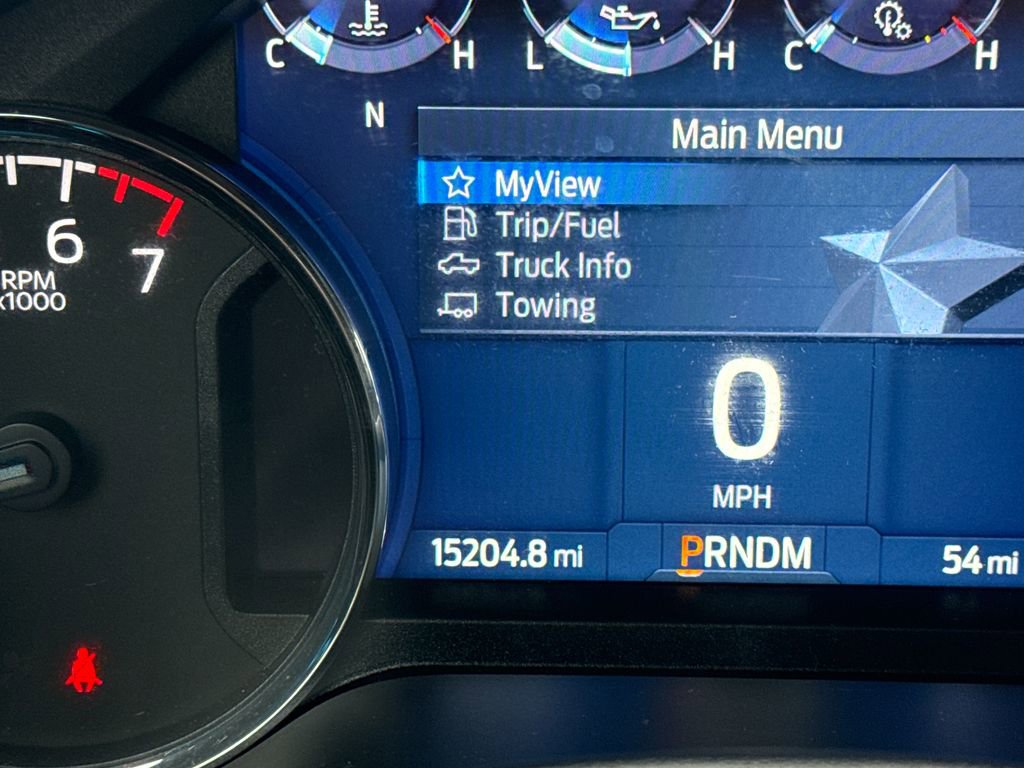 C H L H C H
N
Main Menu
MyView
Trip/Fuel
Truck Info
Towing
6
7
RPM
x1000
0
MPH
15204.8 mi
PRNDM
54 mi